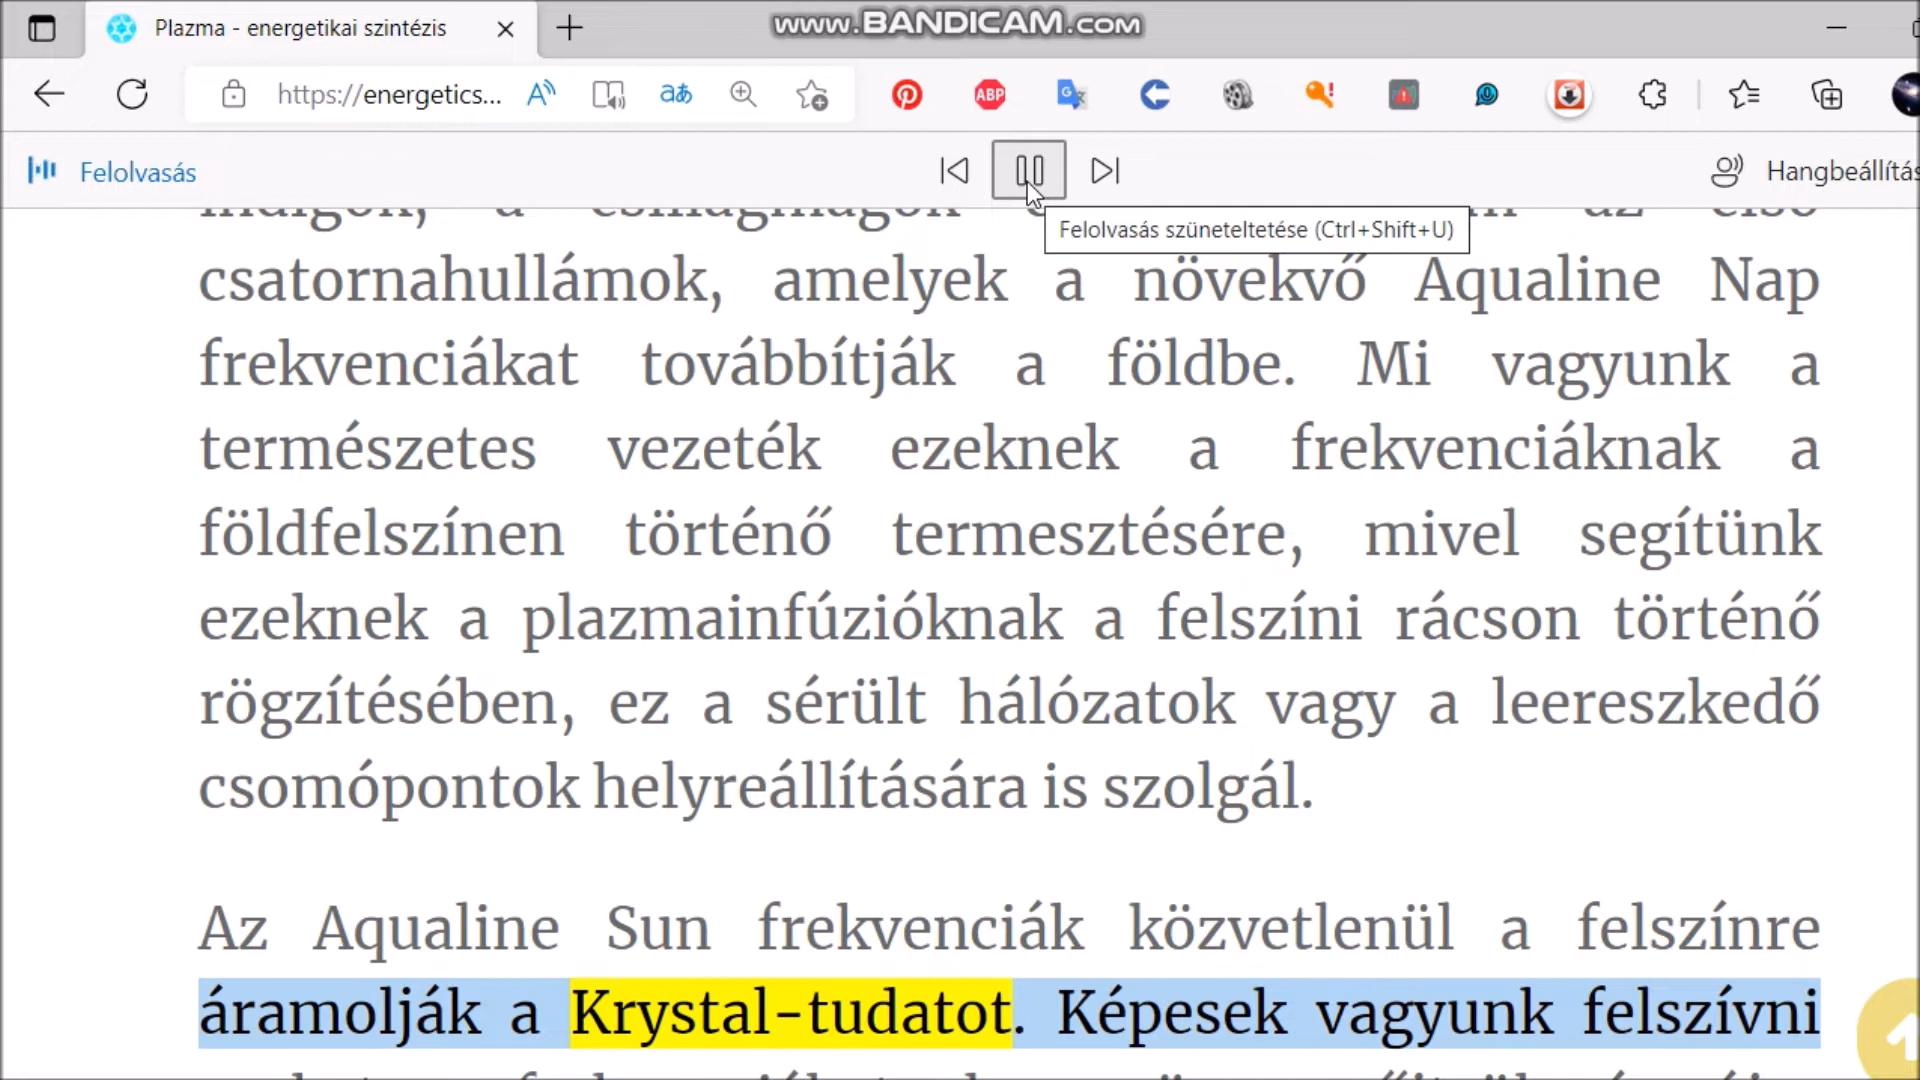 Plazma - energetikai szintézis
www.BANDICAM.com
https://energetics...
ABP
Felolvasás
Hangbeállítás
Felolvasás szüneteltetése (Ctrl+Shift+U)
csatornahullámok, amelyek a növekvő Aqualine Nap
frekvenciákat továbbítják a földbe. Mi vagyunk a
természetes vezeték ezeknek a frekvenciáknak a
földfelszínen történő termesztésére, mivel segítünk
ezeknek a plazmainfúzióknak a felszíni rácson történő
rögzítésében, ez a sérült hálózatok vagy a leereszkedő
csomópontok helyreállítására is szolgál.
Az Aqualine Sun frekvenciák közvetlenül a felszínre
áramolják a Krystal-tudatot. Képesek vagyunk felszívni